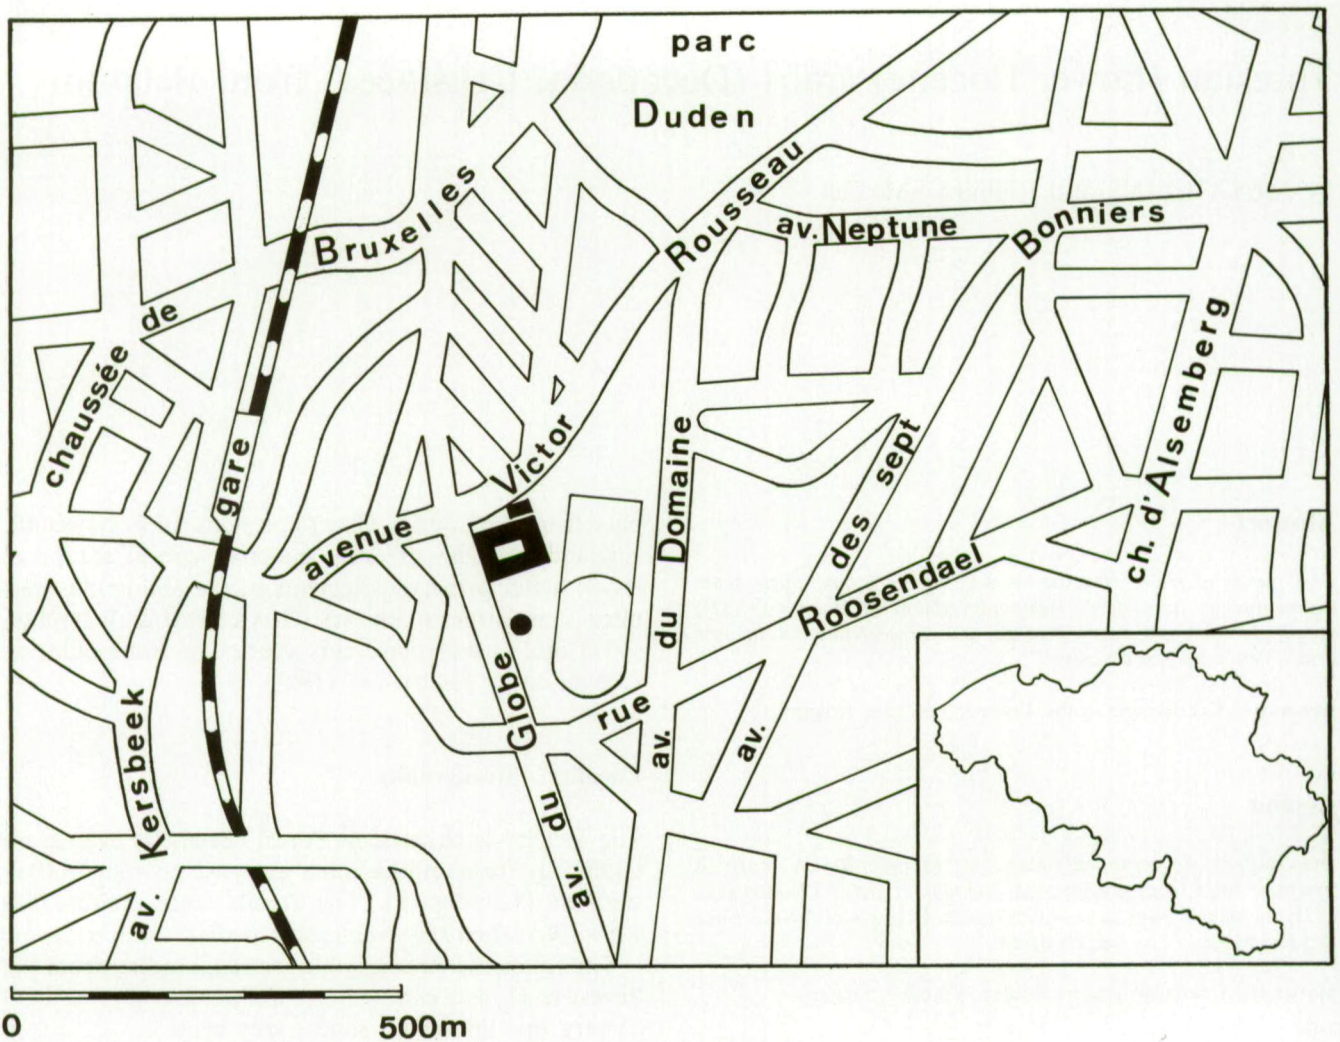 parc
Duden
chaussée de
Bruxelles
Rousseau
av. Neptune
Bonniers
gare
avenue
Victor
du Domaine
av.
des sept
av.
Roosendael
rue
ch. d'Alsemberg
Globe
du
av.
Kersbeek
av.
0
500m